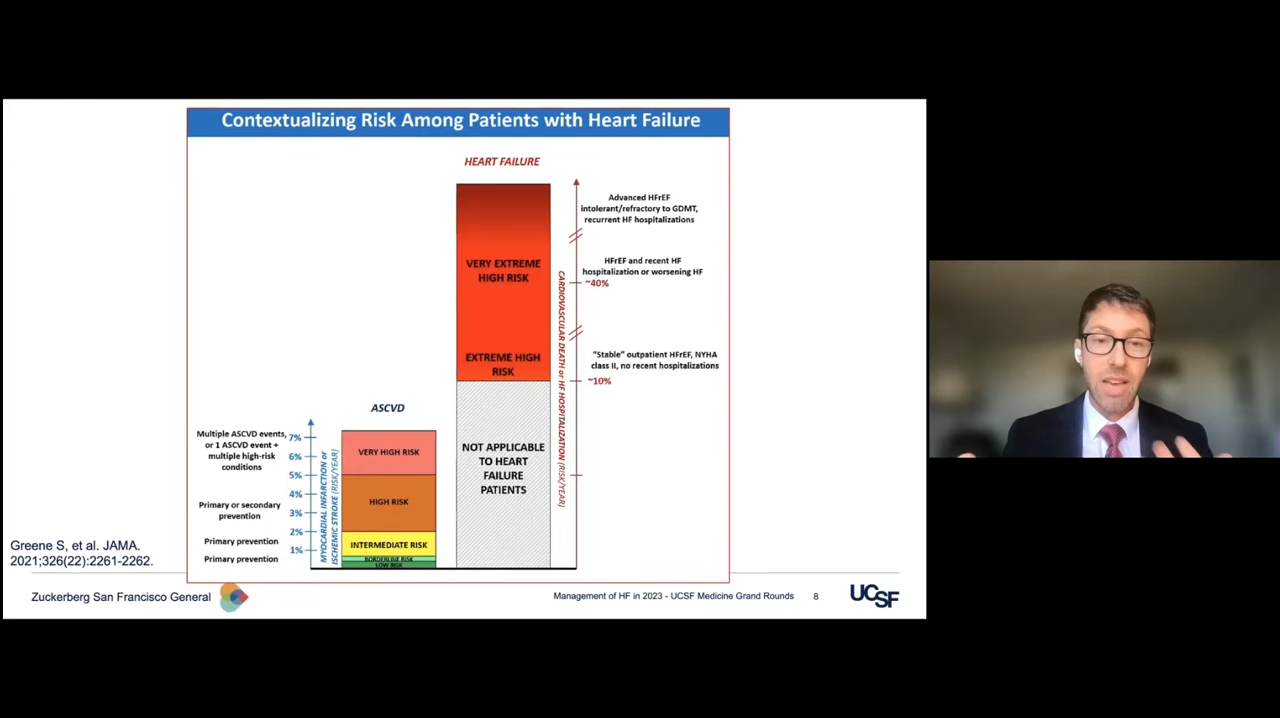 Contextualizing Risk Among Patients with Heart Failure
HEART FAILURE
Advanced HFrEF
intolerant/refractory to GDMT,
recurrent HF hospitalizations
VERY EXTREME
HIGH RISK
HFrEF and recent HF
hospitalization or worsening HF
~40%
EXTREME HIGH
RISK
"Stable" outpatient HFrEF, NYHA
class II, no recent hospitalizations
~10%
CARDIOVASCULAR DEATH or HF HOSPITALIZATION (RISK/YEAR)
NOT APPLICABLE
TO HEART
FAILURE
PATIENTS
ASCVD
Multiple ASCVD events,
or 1 ASCVD event +
multiple high-risk
conditions
Primary or secondary
prevention
Primary prevention
Primary prevention
7%
6%
5%
4%
3%
2%
1%
MYOCARDIAL INFARCTION or
ISCHEMIC STROKE (RISK/YEAR)
VERY HIGH RISK
HIGH RISK
INTERMEDIATE RISK
BORDERLINE RISK
LOW RISK
Greene S, et al. JAMA.
2021;326(22):2261-2262.
Zuckerberg San Francisco General
Management of HF in 2023 - UCSF Medicine Grand Rounds
8
UCSF